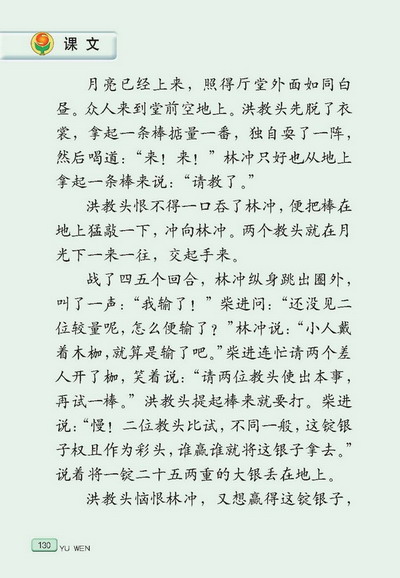 课文
月亮已经上来，照得厅堂外面如同白
昼。众人来到堂前空地上。洪教头先脱了衣
裳，拿起一条棒掂量一番，独自耍了一阵，
然后喝道：“来！来！”林冲只好也从地上
拿起一条棒来说：“请教了。”
洪教头恨不得一口吞了林冲，便把棒在
地上猛敲一下，冲向林冲。两个教头就在月
光下一来一往，交起手来。
战了四五个回合，林冲纵身跳出圈外，
叫了一声：“我输了！”柴进问：“还没见二
位较量呢，怎么便输了？”林冲说：“小人戴
着木枷，就算是输了吧。”柴进连忙请两个差
人开了枷，笑着说：“请两位教头使出本事，
再试一棒。”洪教头提起棒来就要打。柴进
说：“慢！二位教头比试，不同一般，这锭银
子权且作为彩头，谁赢谁就将这银子拿去。”
说着将一锭二十五两重的大银丢在地上。
洪教头恼恨林冲，又想赢得这锭银子，
130 YU WEN